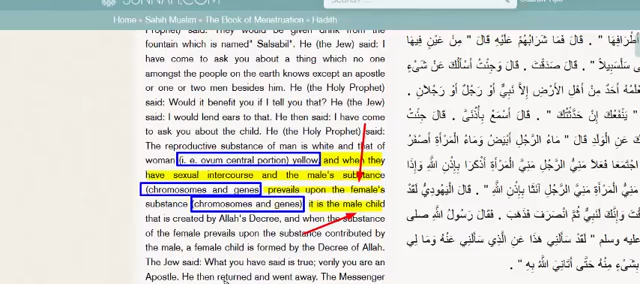 SUNNAH.COM
Search
Search Tips
Home » Sahih Muslim » The Book of Menstruation » Hadith
Prophet) said: They would be given drink from the
fountain which is named" Salsabil". He (the Jew) said: I
have come to ask you about a thing which no one
amongst the people on the earth knows except an apostle
or one or two men besides him. He (the Holy Prophet)
said: Would it benefit you if I tell you that? He (the Jew)
said: I would lend ears to that. He then said: I have come
to ask you about the child. He (the Holy Prophet) said:
The reproductive substance of man is white and that of
woman (i. e. ovum central portion) yellow, and when they
have sexual intercourse and the male's substance
(chromosomes and genes) prevails upon the female's
substance (chromosomes and genes), it is the male child
that is created by Allah's Decree, and when the substance
of the female prevails upon the substance contributed by
the male, a female child is formed by the Decree of Allah.
The Jew said: What you have said is true; verily you are an
Apostle. He then returned and went away. The Messenger
أَطْرَافِهَا " . قَالَ فَمَا شَرَابُهُمْ عَلَيْهِ قَالَ " مِنْ عَيْنٍ فِيهَا
سَلْسَبِيلاً " . قَالَ صَدَقْتَ . قَالَ وَجِئْتُ أَسْأَلُكَ عَنْ شَىْءٍ
يَعْلَمُهُ أَحَدٌ مِنْ أَهْلِ الأَرْضِ إِلاَّ نَبِيٌّ أَوْ رَجُلٌ أَوْ رَجُلاَنِ .
" يَنْفَعُكَ إِنْ حَدَّثْتُكَ " . قَالَ أَسْمَعُ بِأُذُنَىَّ . قَالَ جِئْتُ
عَنِ الْوَلَدِ قَالَ " مَاءُ الرَّجُلِ أَبْيَضُ وَمَاءُ الْمَرْأَةِ أَصْفَرُ
اجْتَمَعَا فَعَلاَ مَنِيُّ الرَّجُلِ مَنِيَّ الْمَرْأَةِ أَذْكَرَا بِإِذْنِ اللَّهِ وَإِذَا
مَنِيُّ الْمَرْأَةِ مَنِيَّ الرَّجُلِ آنَثَا بِإِذْنِ اللَّهِ " . قَالَ الْيَهُودِيُّ لَقَدْ
وَإِنَّكَ لَنَبِيٌّ ثُمَّ انْصَرَفَ فَذَهَبَ . فَقَالَ رَسُولُ اللَّهِ صلى
عليه وسلم " لَقَدْ سَأَلَنِي هَذَا عَنِ الَّذِي سَأَلَنِي عَنْهُ وَمَا لِي
بِشَىْءٍ مِنْهُ حَتَّى أَتَانِيَ اللَّهُ بِهِ " .